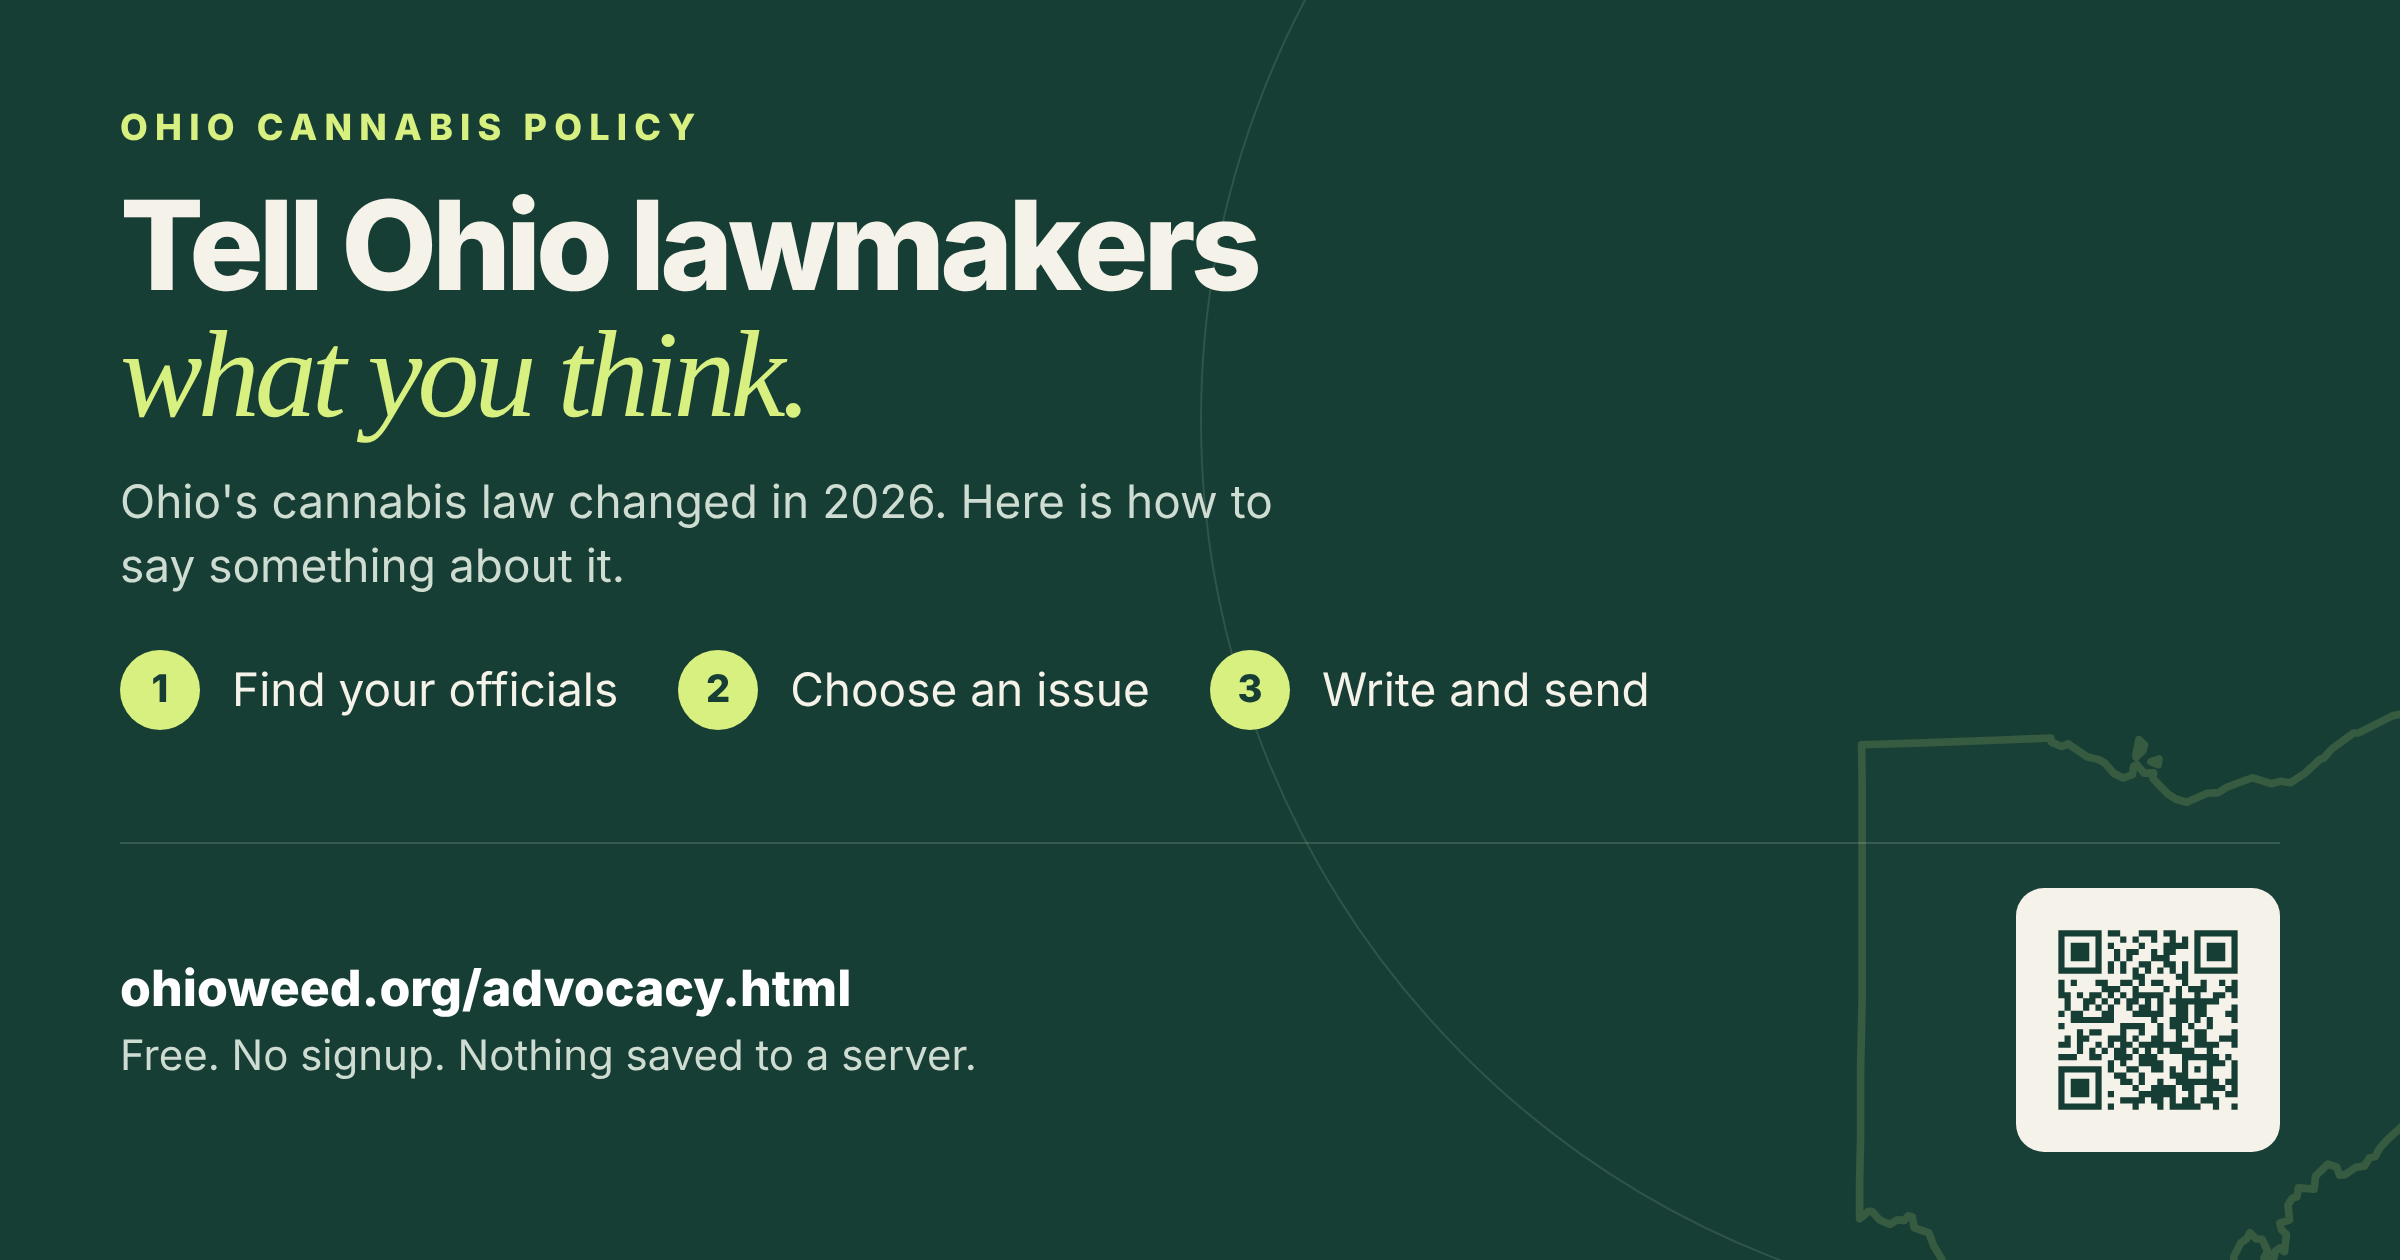 OHIO CANNABIS POLICY
Tell Ohio lawmakers
what you think.
Ohio's cannabis law changed in 2026. Here is how to
say something about it.
1 Find your officials 2 Choose an issue 3 Write and send
ohioweed.org/advocacy.html
Free. No signup. Nothing saved to a server.